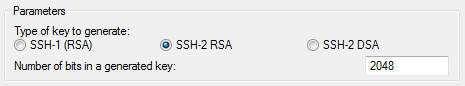 Parameters
Type of key to generate:
SSH-1 (RSA) SSH-2 RSA SSH-2 DSA
Number of bits in a generated key: 2048